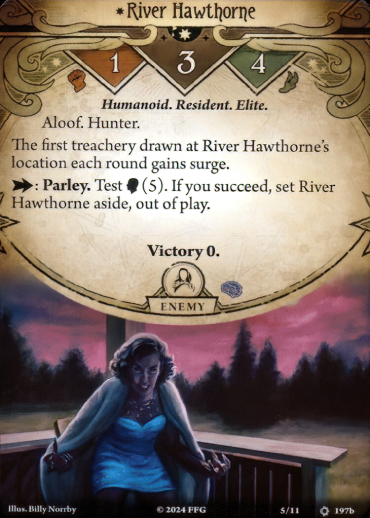 River Hawthorne
1 3 4
Humanoid. Resident. Elite.
Aloof. Hunter.
The first treachery drawn at River Hawthorne's
location each round gains surge.
: Parley. Test (5). If you succeed, set River
Hawthorne aside, out of play.
Victory 0.
ENEMY
Illus. Billy Norrby © 2024 FFG 5/11 197b